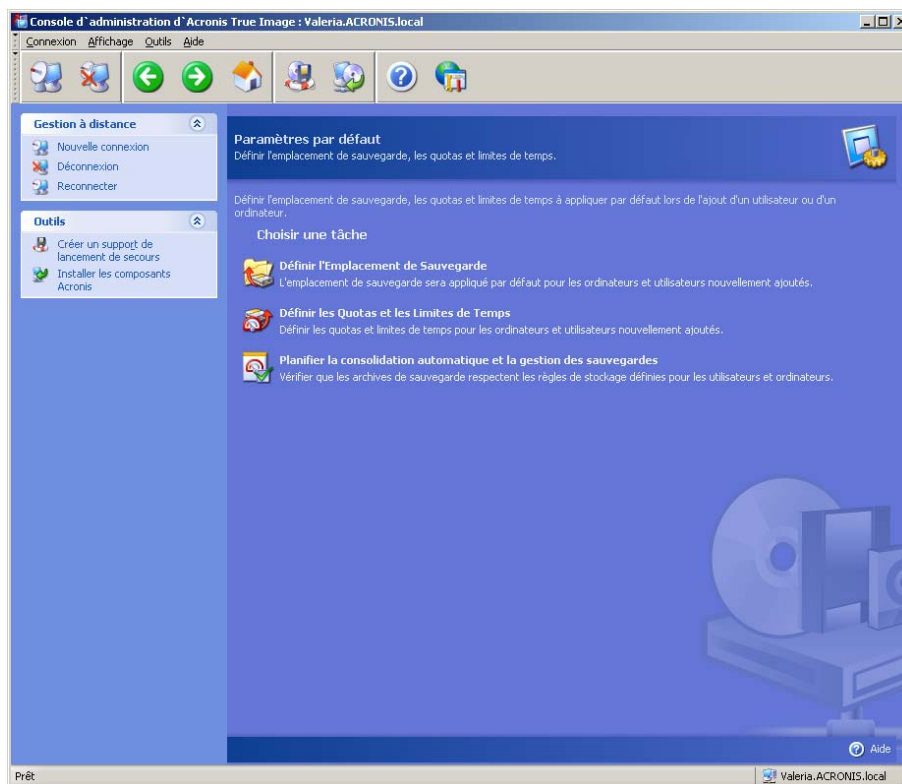 Console d`administration d`Acronis True Image : Valeria.ACRONIS.local
Connexion Affichage Outils Aide
Gestion à distance
Nouvelle connexion
Déconnexion
Reconnecter
Outils
Créer un support de
lancement de secours
Installer les composants
Acronis
Paramètres par défaut
Définir l'emplacement de sauvegarde, les quotas et limites de temps.
Définir l'emplacement de sauvegarde, les quotas et limites de temps à appliquer par défaut lors de l'ajout d'un utilisateur ou d'un
ordinateur.
Choisir une tâche
Définir l'Emplacement de Sauvegarde
L'emplacement de sauvegarde sera appliqué par défaut pour les ordinateurs et utilisateurs nouvellement ajoutés.
Définir les Quotas et les Limites de Temps
Définir les quotas et limites de temps pour les ordinateurs et utilisateurs nouvellement ajoutés.
Planifier la consolidation automatique et la gestion des sauvegardes
Vérifier que les archives de sauvegarde respectent les règles de stockage définies pour les utilisateurs et ordinateurs.
Aide
Prêt
Valeria.ACRONIS.local